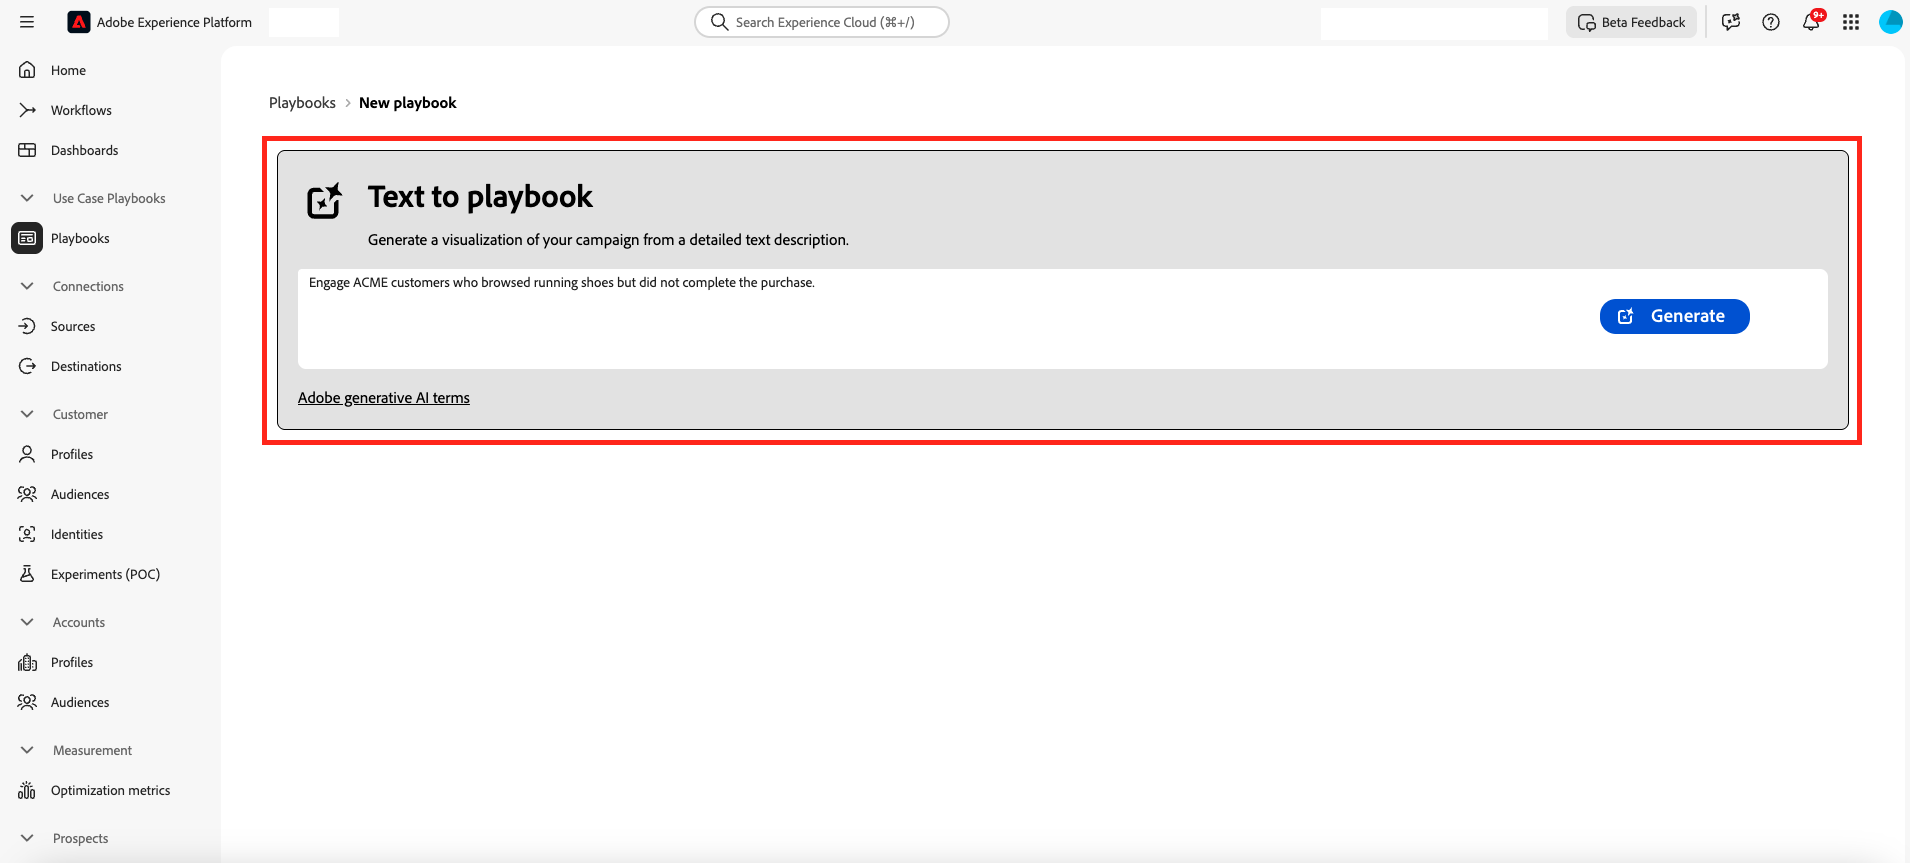 Adobe Experience Platform
Search Experience Cloud (⌘+/)
Beta Feedback
9+
Home
Workflows
Dashboards
Use Case Playbooks
Playbooks
Connections
Sources
Destinations
Customer
Profiles
Audiences
Identities
Experiments (POC)
Accounts
Profiles
Audiences
Measurement
Optimization metrics
Prospects
Playbooks > New playbook
Text to playbook
Generate a visualization of your campaign from a detailed text description.
Engage ACME customers who browsed running shoes but did not complete the purchase.
Generate
Adobe generative AI terms